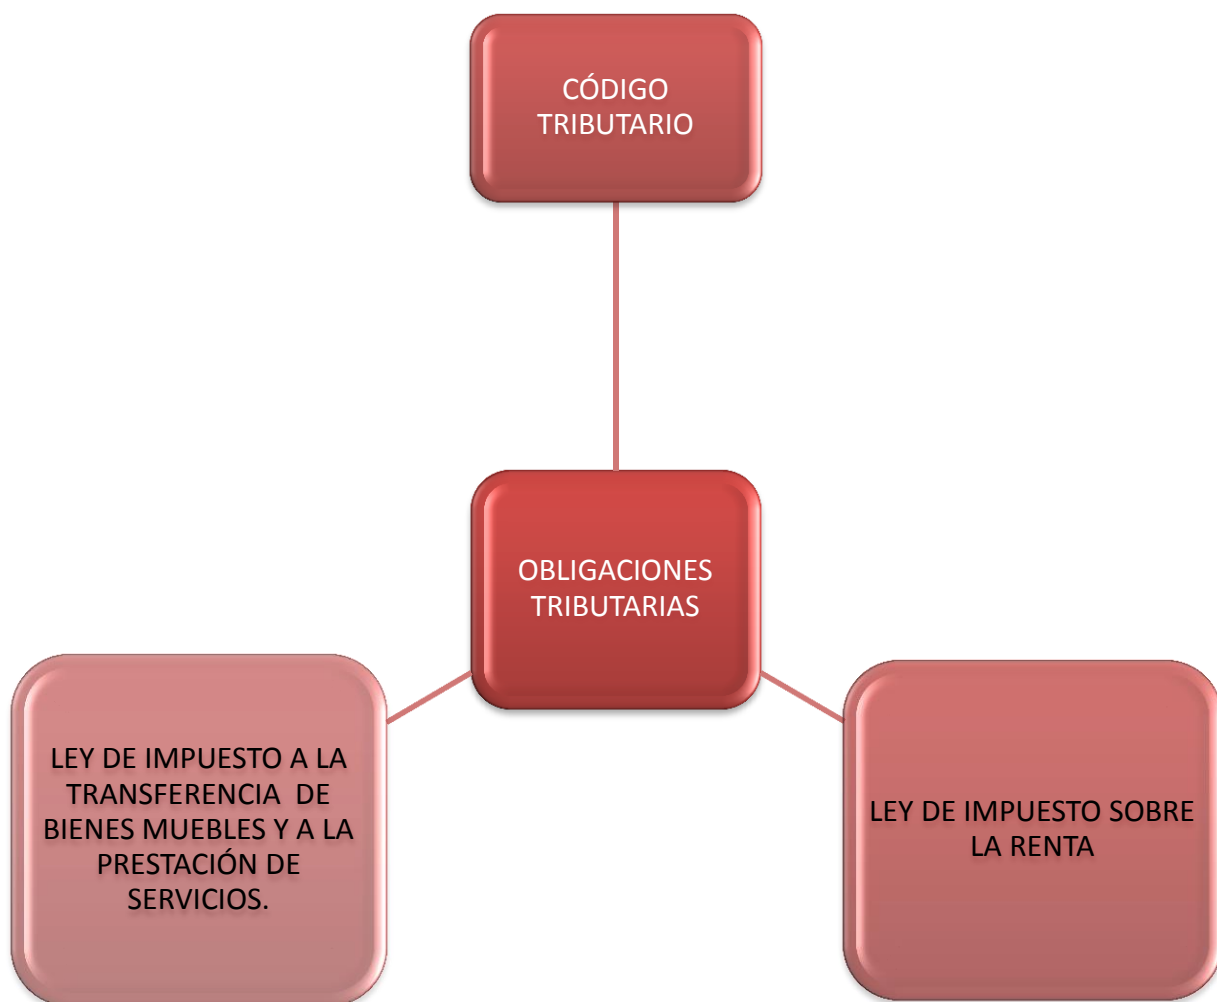 CÓDIGO
TRIBUTARIO
OBLIGACIONES
TRIBUTARIAS
LEY DE IMPUESTO A LA
TRANSFERENCIA DE
BIENES MUEBLES Y A LA
PRESTACIÓN DE
SERVICIOS.
LEY DE IMPUESTO SOBRE
LA RENTA